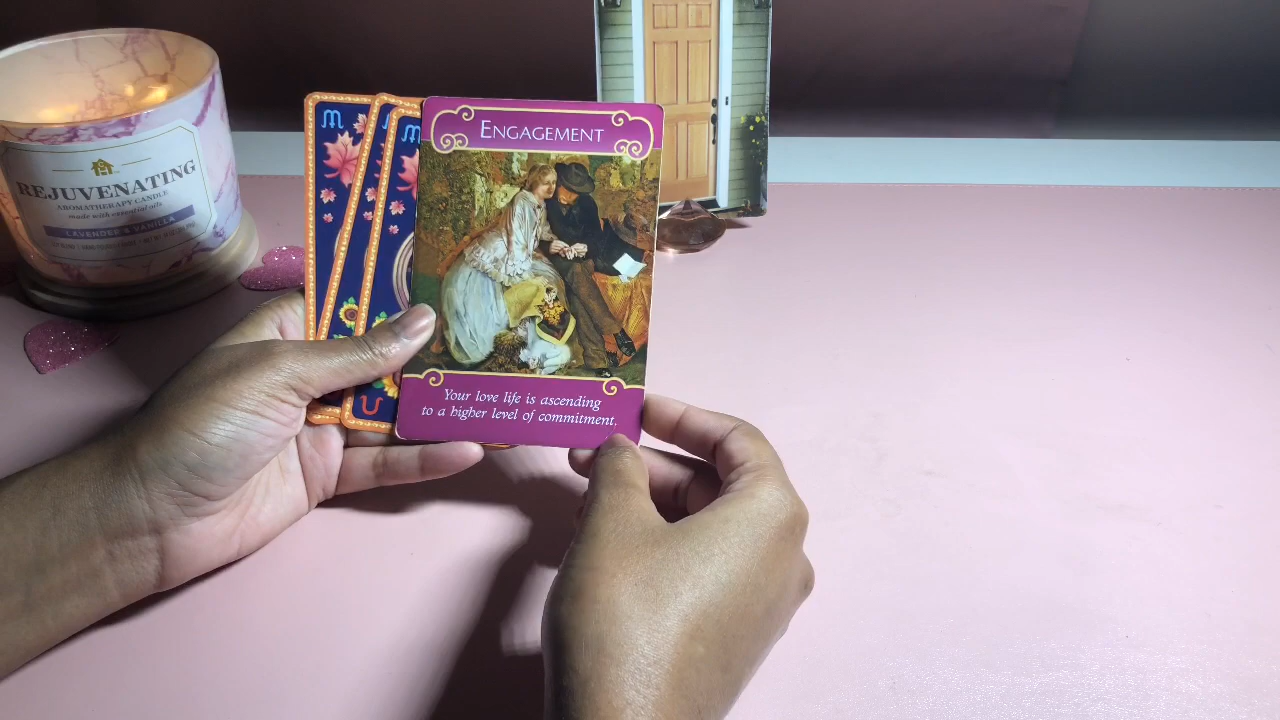 REJUVENATING
AROMATHERAPY CANDLE
made with essential oils
LAVENDER & VANILLA
ENGAGEMENT
Your love life is ascending
to a higher level of commitment.